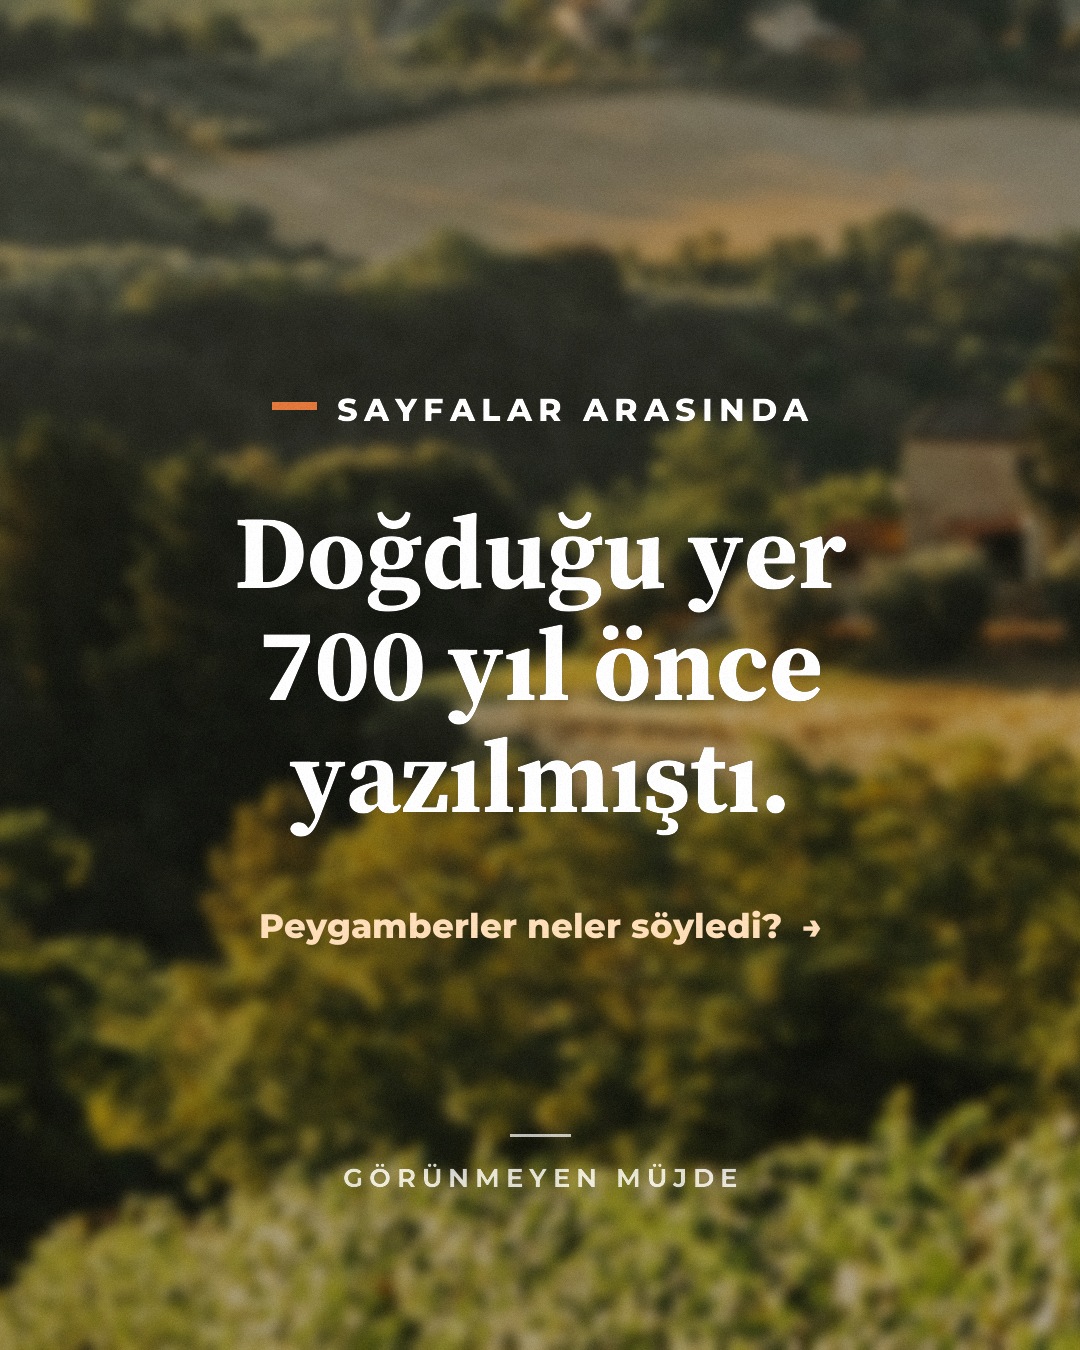 SAYFALAR ARASINDA
Doğduğu yer
700 yıl önce
yazılmıştı.
Peygamberler neler söyledi? →
GÖRÜNMEYEN MÜJDE